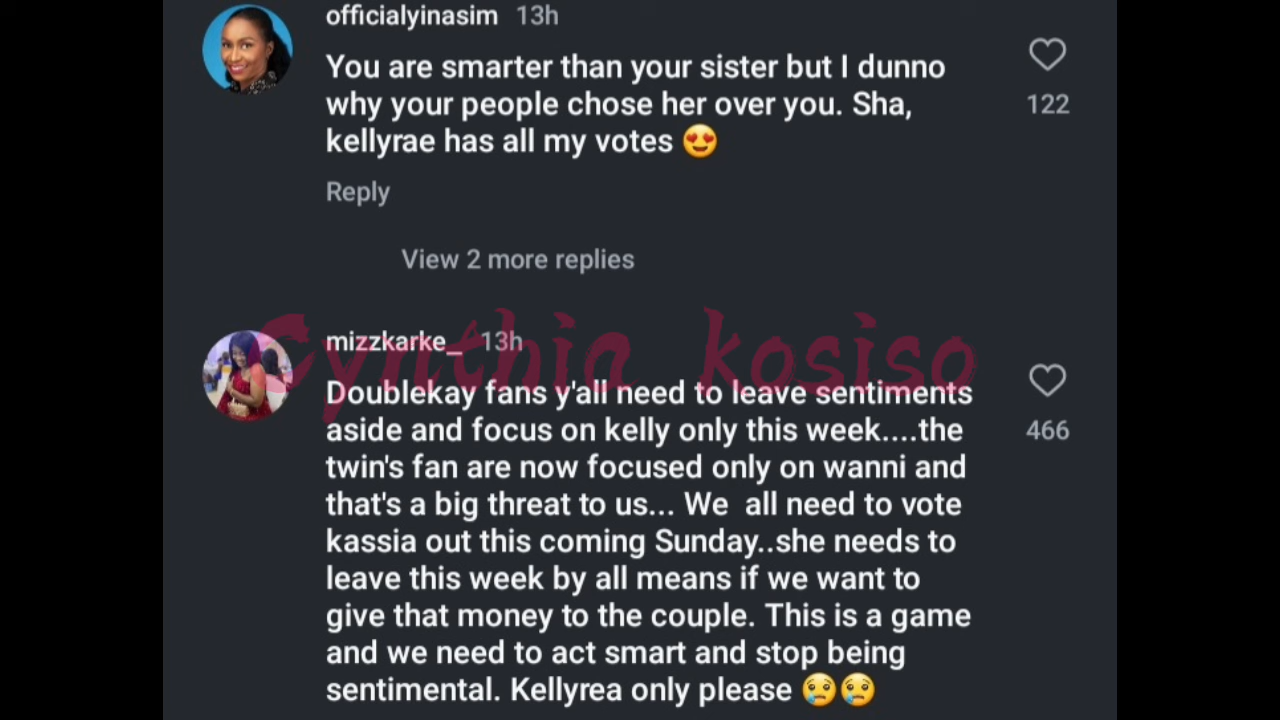 officialyinasim 13h
You are smarter than your sister but I dunno
why your people chose her over you. Sha,
kellyrae has all my votes 😍
122
Reply
View 2 more replies
Cynthia kosiso
mizzkarke_ 13h
Doublekay fans y'all need to leave sentiments
aside and focus on kelly only this week....the
twin's fan are now focused only on wanni and
that's a big threat to us... We all need to vote
kassia out this coming Sunday..she needs to
leave this week by all means if we want to
give that money to the couple. This is a game
and we need to act smart and stop being
sentimental. Kellyrea only please 😢😢
466